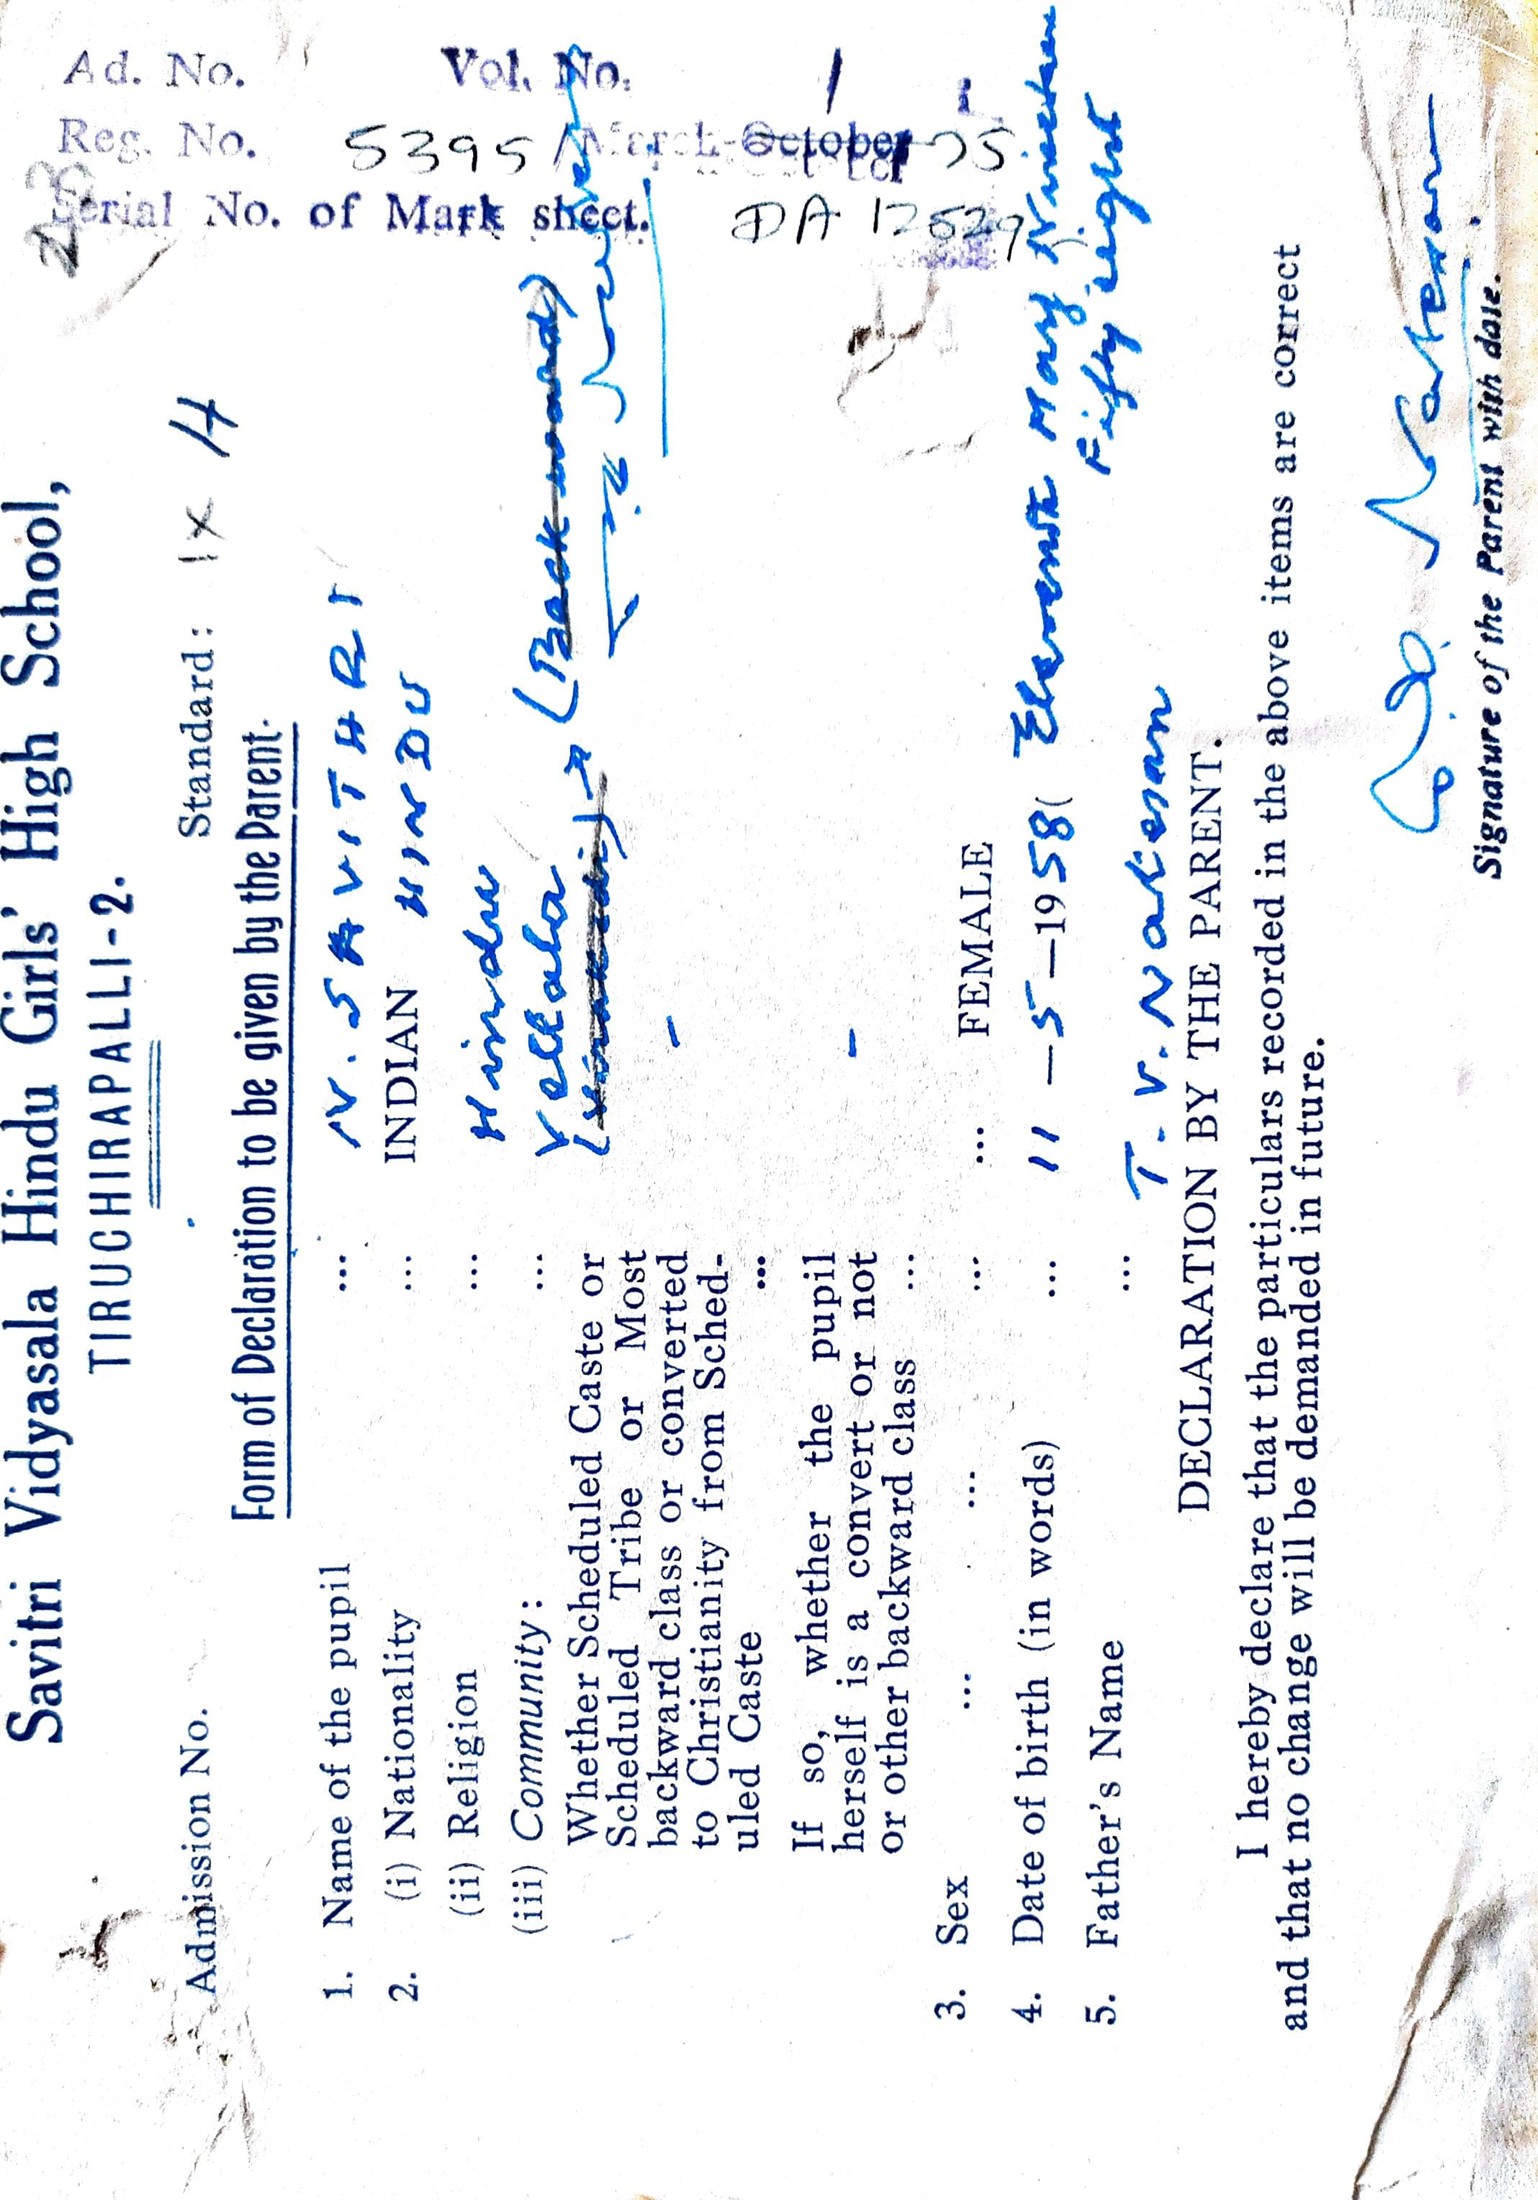 Savitri Vidyasala Hindu Girls' High School,
TIRUCHIRAPALLI-2.
Admission No. Standard: IX A
Form of Declaration to be given by the Parent.
1. Name of the pupil ... N. SAVITHRI
2. (i) Nationality ... INDIAN HINDU
(ii) Religion ... Hindu
(iii) Community: ... Vellala (Backward)
Whether Scheduled Caste or
Scheduled Tribe or Most
backward class or converted
to Christianity from Sched-
uled Caste ... -
If so, whether the pupil
herself is a convert or not
or other backward class ... -
3. Sex ... ... ... ... FEMALE
4. Date of birth (in words) ... 11-5-1958( Eleventh May Nineteen
Fifty eight
5. Father's Name ... T. V. Natesan
DECLARATION BY THE PARENT.
I hereby declare that the particulars recorded in the above items are correct
and that no change will be demanded in future.
Natesan
Signature of the Parent with date.
Ad. No. Vol. No. 1
Reg. No. 5395 / March-October 75
Serial No. of Mark sheet. DA 12529